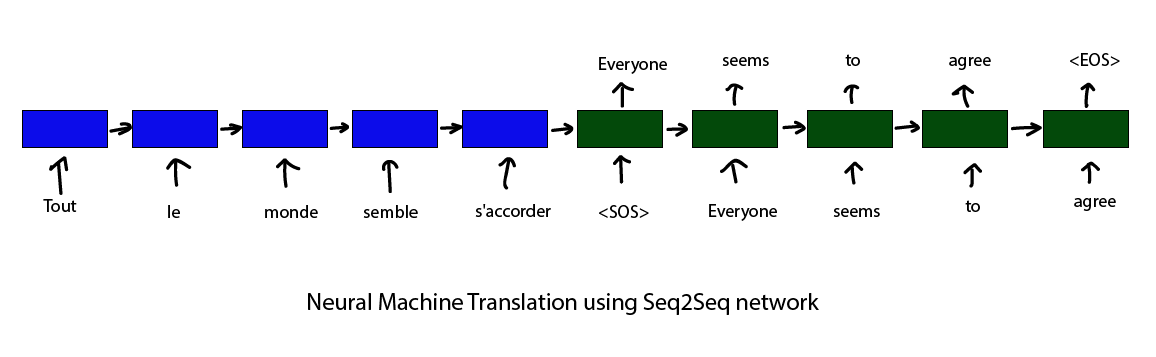 Everyone seems to agree <EOS>
Tout le monde semble s'accorder <SOS> Everyone seems to agree
Neural Machine Translation using Seq2Seq network